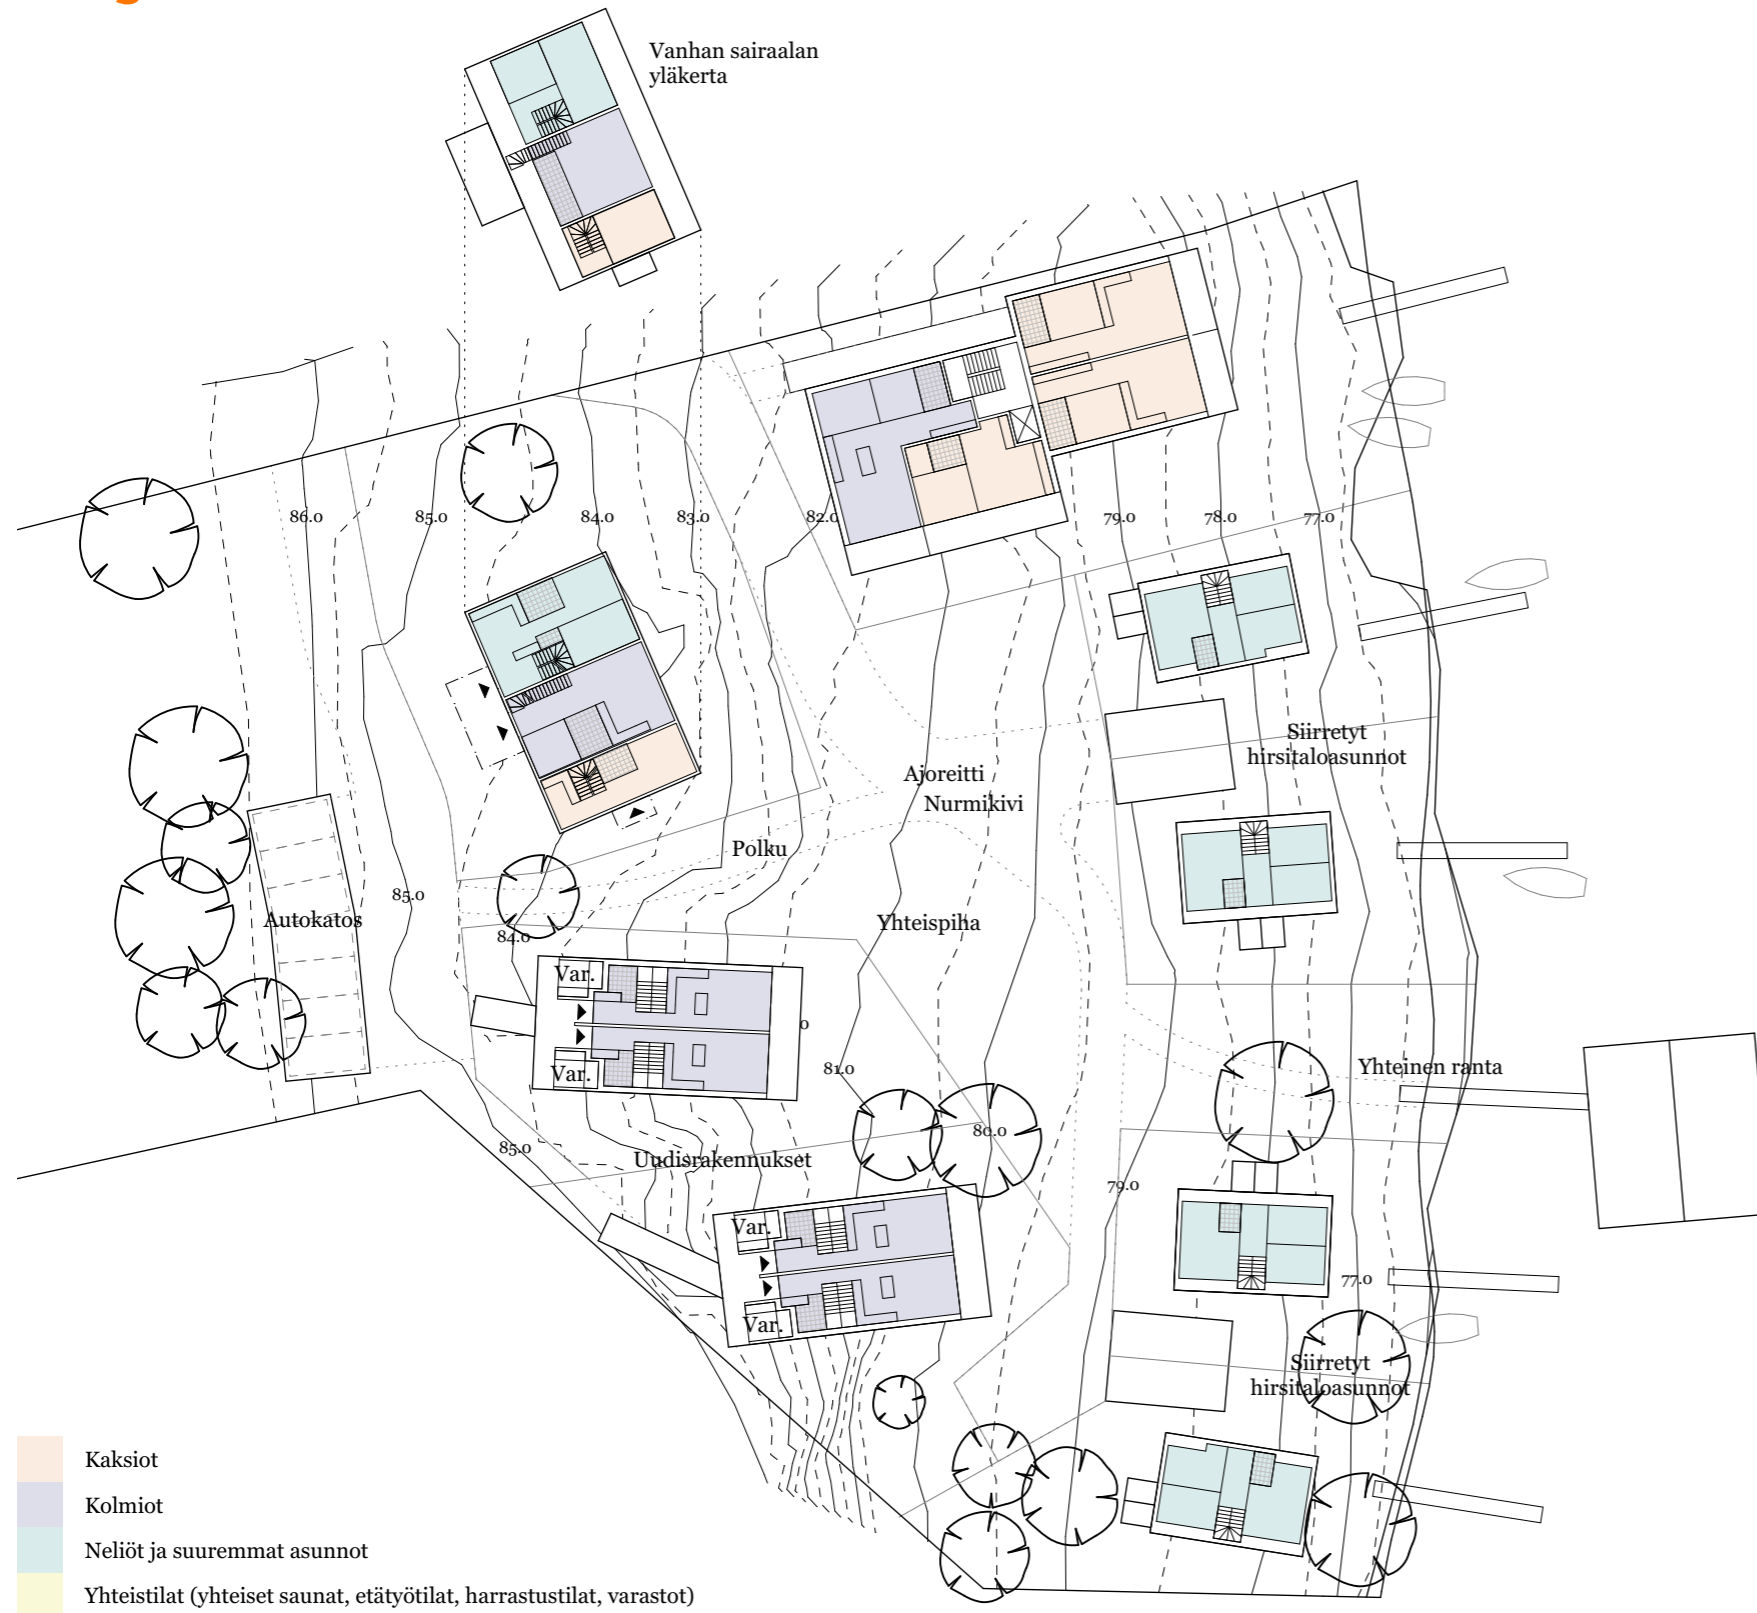 Vanhan sairaalan
yläkerta
86.0
85.0
84.0
83.0
82.0
79.0
78.0
77.0
Siirretyt
hirsitaloasunnot
Ajoreitti
Nurmikivi
Polku
85.0
Autokatos
Yhteispiha
84.0
Var.
Var.
81.0
Yhteinen ranta
80.0
85.0
Uudisrakennukset
79.0
Var.
Var.
77.0
Siirretyt
hirsitaloasunnot
Kaksiot
Kolmiot
Neliöt ja suuremmat asunnot
Yhteistilat (yhteiset saunat, etätyötilat, harrastustilat, varastot)